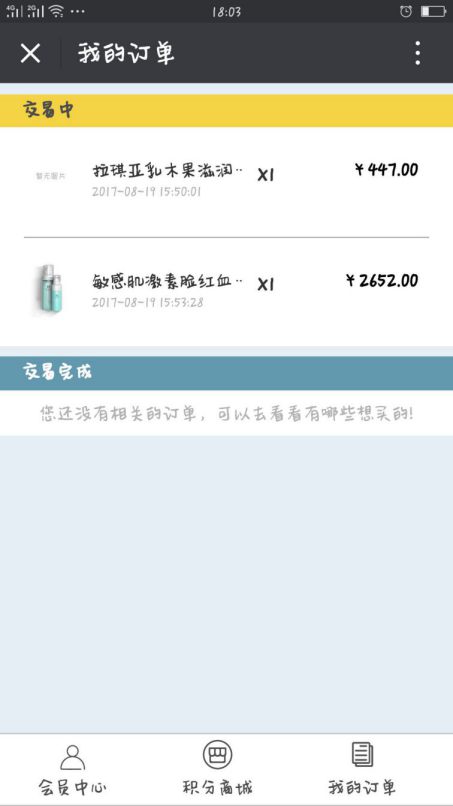 4G 2G 18:03
我的订单
交易中
暂无图片
拉琪亚乳木果滋润··
X1
¥447.00
2017-08-19 15:50:01
敏感肌激素脸红血··
X1
¥2652.00
2017-08-19 15:53:28
交易完成
您还没有相关的订单，可以去看看有哪些想买的!
会员中心 积分商城 我的订单